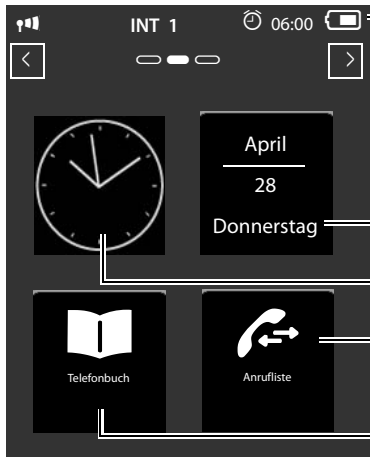 INT 1
06:00
April
28
Donnerstag
Telefonbuch
Anrufliste